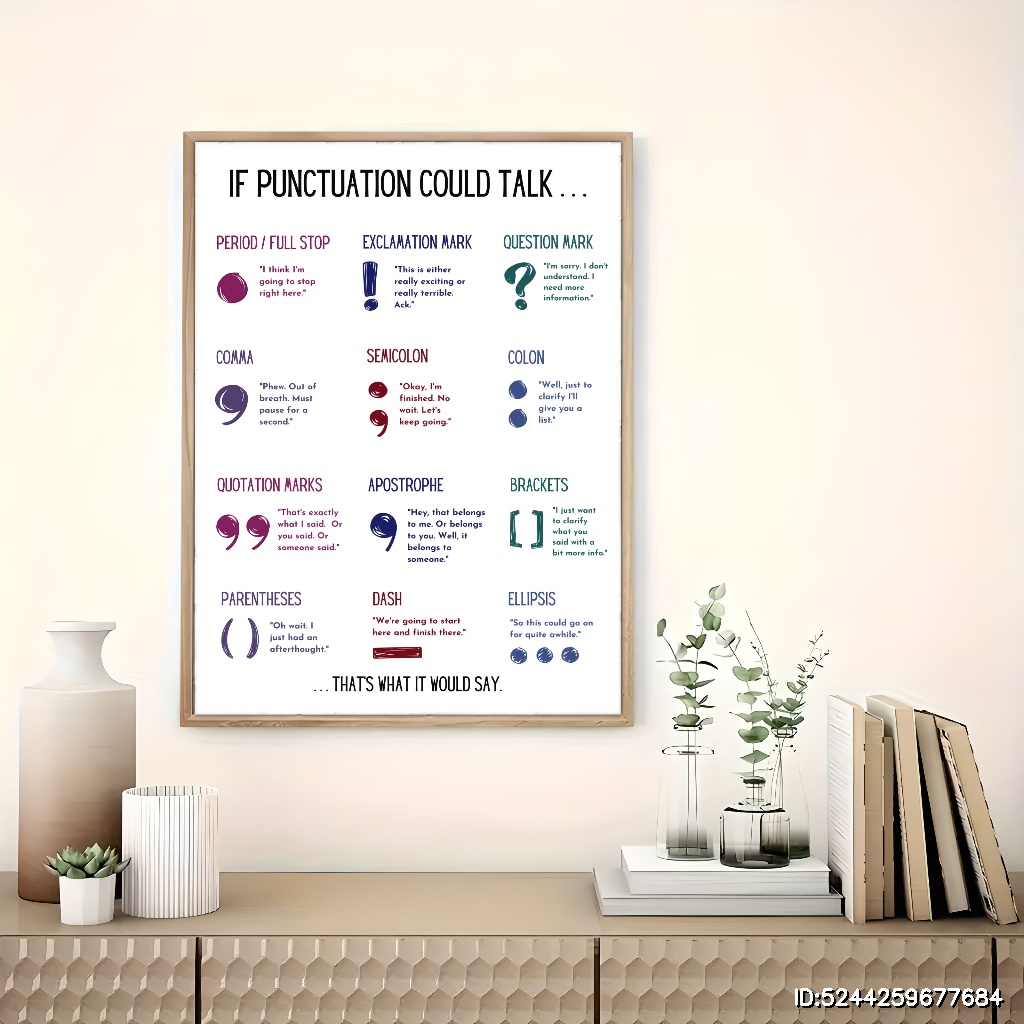 IF PUNCTUATION COULD TALK...
PERIOD / FULL STOP
"I think I'm
going to stop
right here."
EXCLAMATION MARK
"This is either
really exciting or
really terrible.
Ack."
QUESTION MARK
"I'm sorry. I don't
understand. I
need more
information."
COMMA
"Phew. Out of
breath. Must
pause for a
second."
SEMICOLON
"Okay, I'm
finished. No
wait. Let's
keep going."
COLON
"Well, just to
clarify I'll
give you a
list."
QUOTATION MARKS
"That's exactly
what I said. Or
you said. Or
someone said."
APOSTROPHE
"Hey, that belongs
to me. Or belongs
to you. Well, it
belongs to
someone."
BRACKETS
"I just want
to clarify
what you
said with a
bit more info."
PARENTHESES
"Oh wait. I
just had an
afterthought."
DASH
"We're going to start
here and finish there."
ELLIPSIS
"So this could go on
for quite awhile."
...THAT'S WHAT IT WOULD SAY.
ID:5244259677684